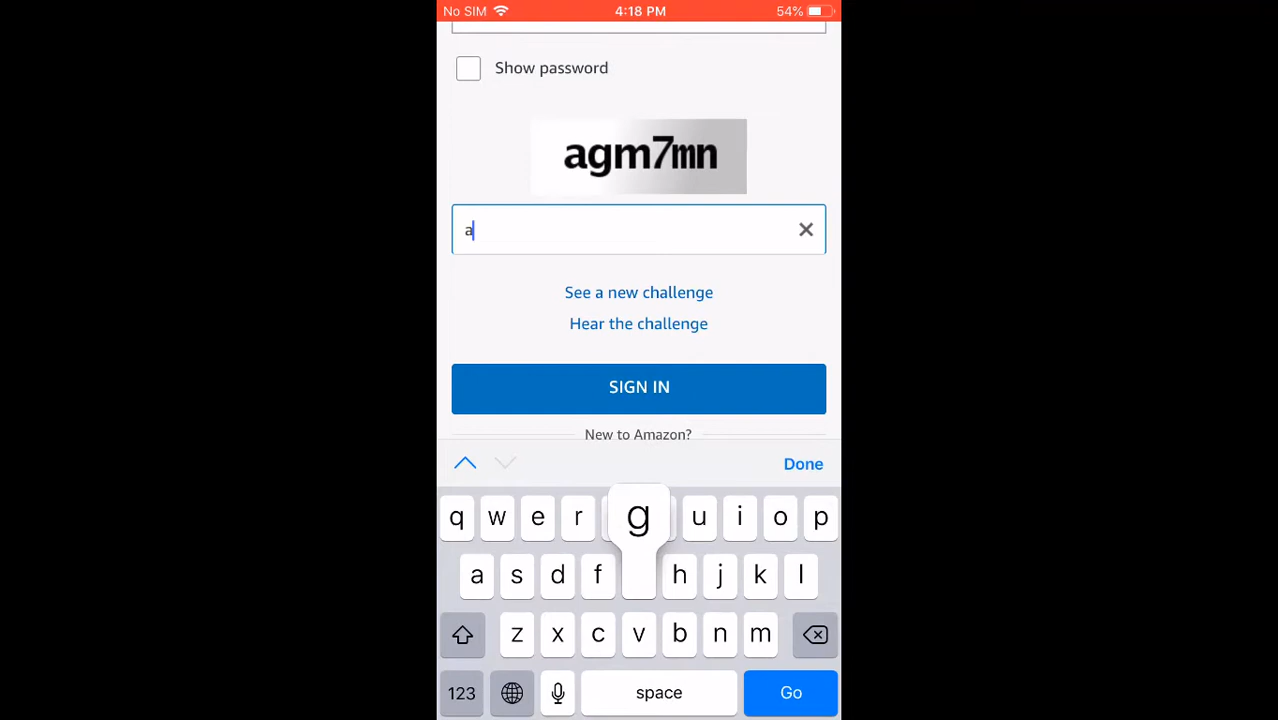 No SIM 4:18 PM 54%
Show password
agm7mn
a
See a new challenge
Hear the challenge
SIGN IN
New to Amazon?
Done
q w e r g u i o p
a s d f h j k l
z x c v b n m
123 space Go